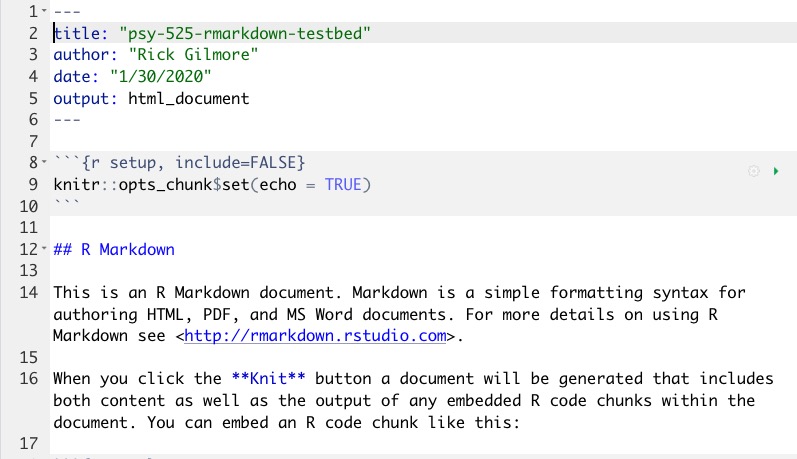 1 ---
2 title: "psy-525-rmarkdown-testbed"
3 author: "Rick Gilmore"
4 date: "1/30/2020"
5 output: html_document
6 ---
7
8 ```{r setup, include=FALSE}
9 knitr::opts_chunk$set(echo = TRUE)
10 ```
11
12 ## R Markdown
13
14 This is an R Markdown document. Markdown is a simple formatting syntax for
authoring HTML, PDF, and MS Word documents. For more details on using R
Markdown see <http://rmarkdown.rstudio.com>.
15
16 When you click the **Knit** button a document will be generated that includes
both content as well as the output of any embedded R code chunks within the
document. You can embed an R code chunk like this:
17